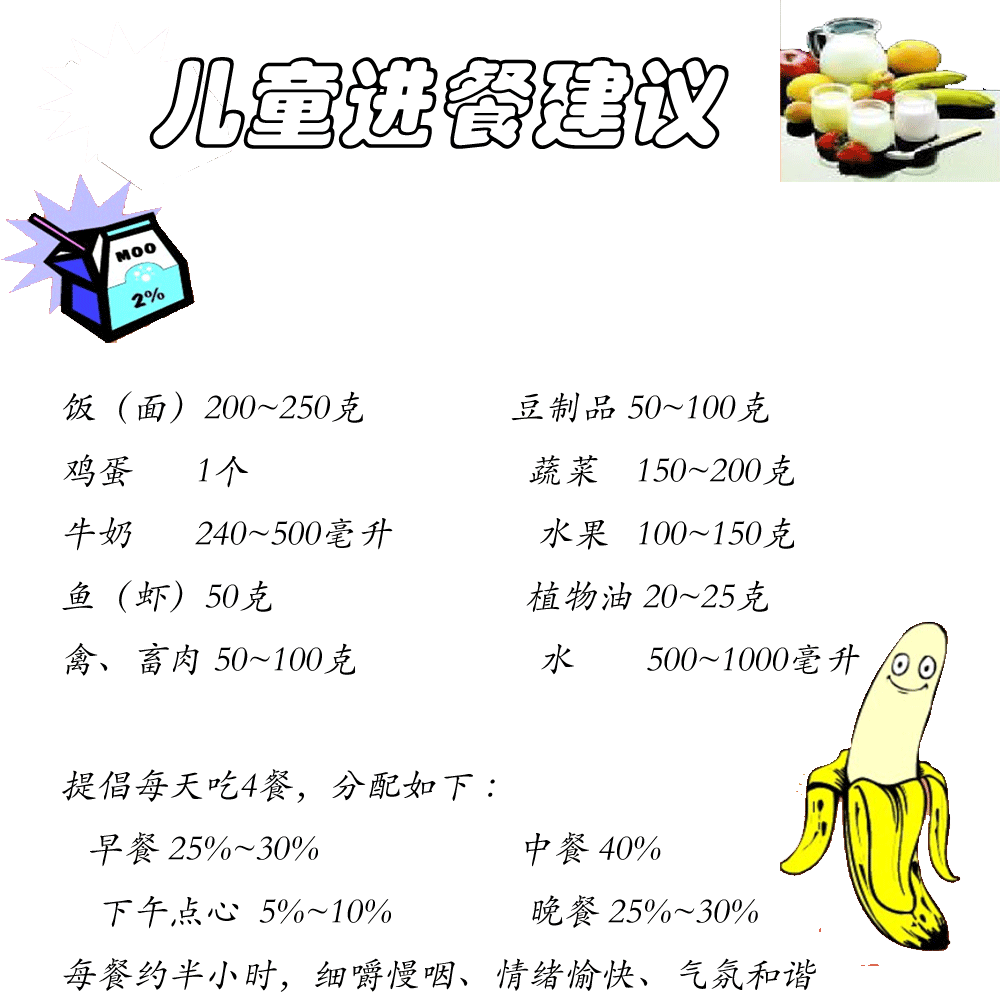 儿童进餐建议
MOO
2%
饭（面）200~250克 豆制品 50~100克
鸡蛋 1个 蔬菜 150~200克
牛奶 240~500毫升 水果 100~150克
鱼（虾）50克 植物油 20~25克
禽、畜肉 50~100克 水 500~1000毫升
提倡每天吃4餐，分配如下：
早餐 25%~30% 中餐 40%
下午点心 5%~10% 晚餐 25%~30%
每餐约半小时，细嚼慢咽、情绪愉快、气氛和谐